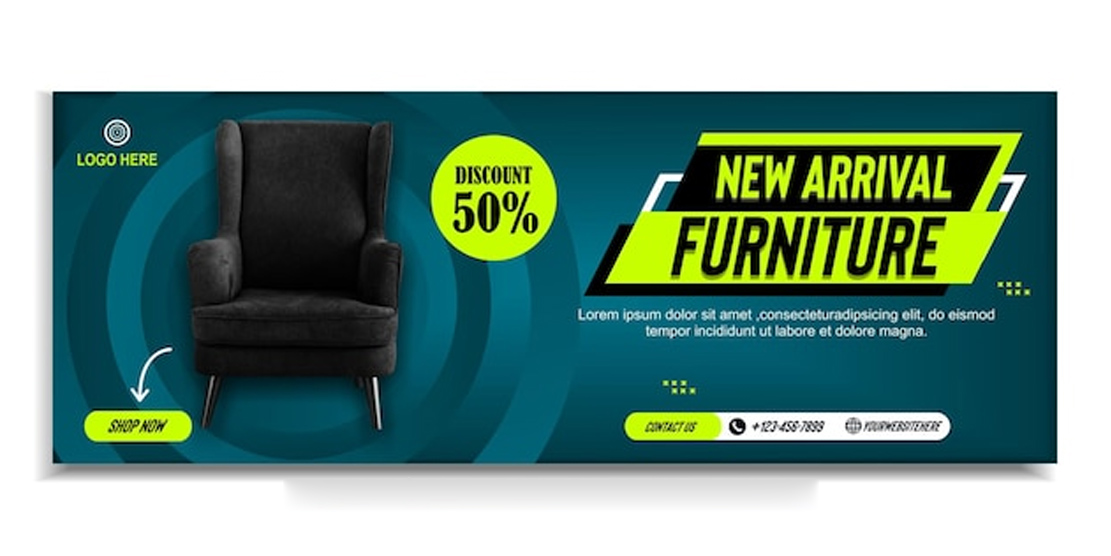 LOGO HERE
DISCOUNT
50%
NEW ARRIVAL
FURNITURE
Lorem ipsum dolor sit amet ,consecteturadipsicing elit, do eismod
tempor incididunt ut labore et dolore magna.
SHOP NOW
CONTACT US +123-456-7899 YOURWEBSITEHERE